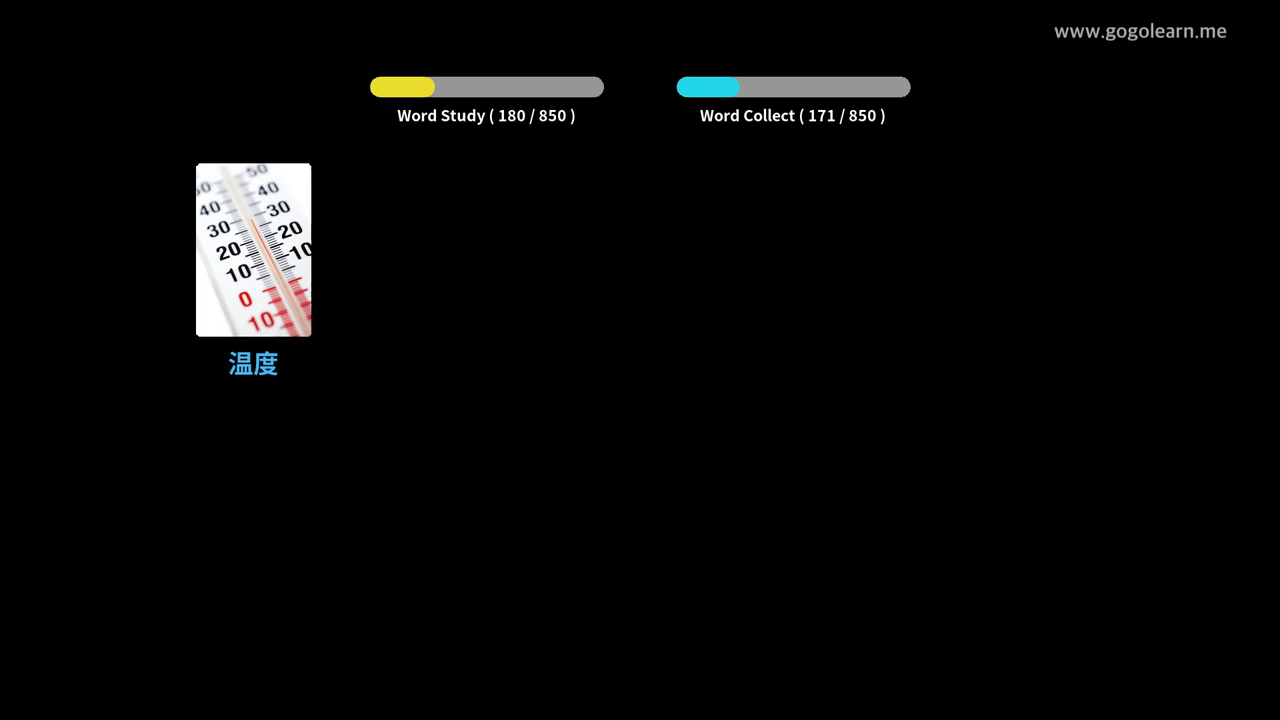 www.gogolearn.me
Word Study ( 180 / 850 )
Word Collect ( 171 / 850 )
50
40
40
30
30
20
20
10
10
0
10
温度